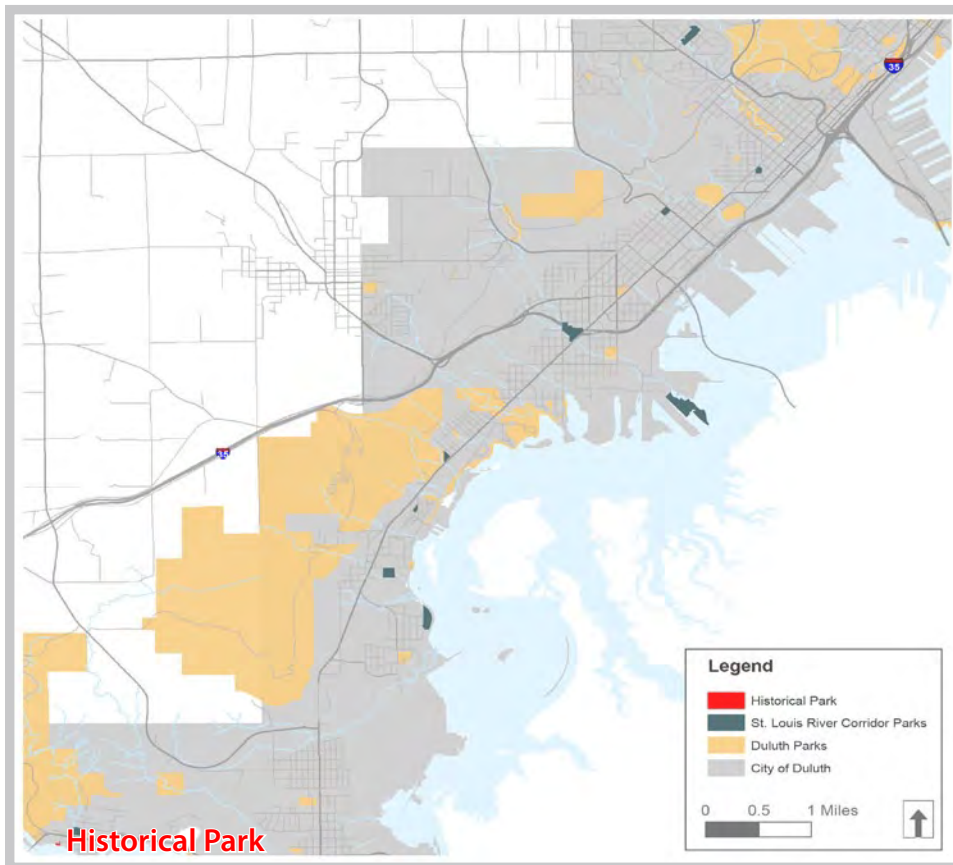 35
35
Legend
Historical Park
St. Louis River Corridor Parks
Duluth Parks
City of Duluth
0 0.5 1 Miles
Historical Park